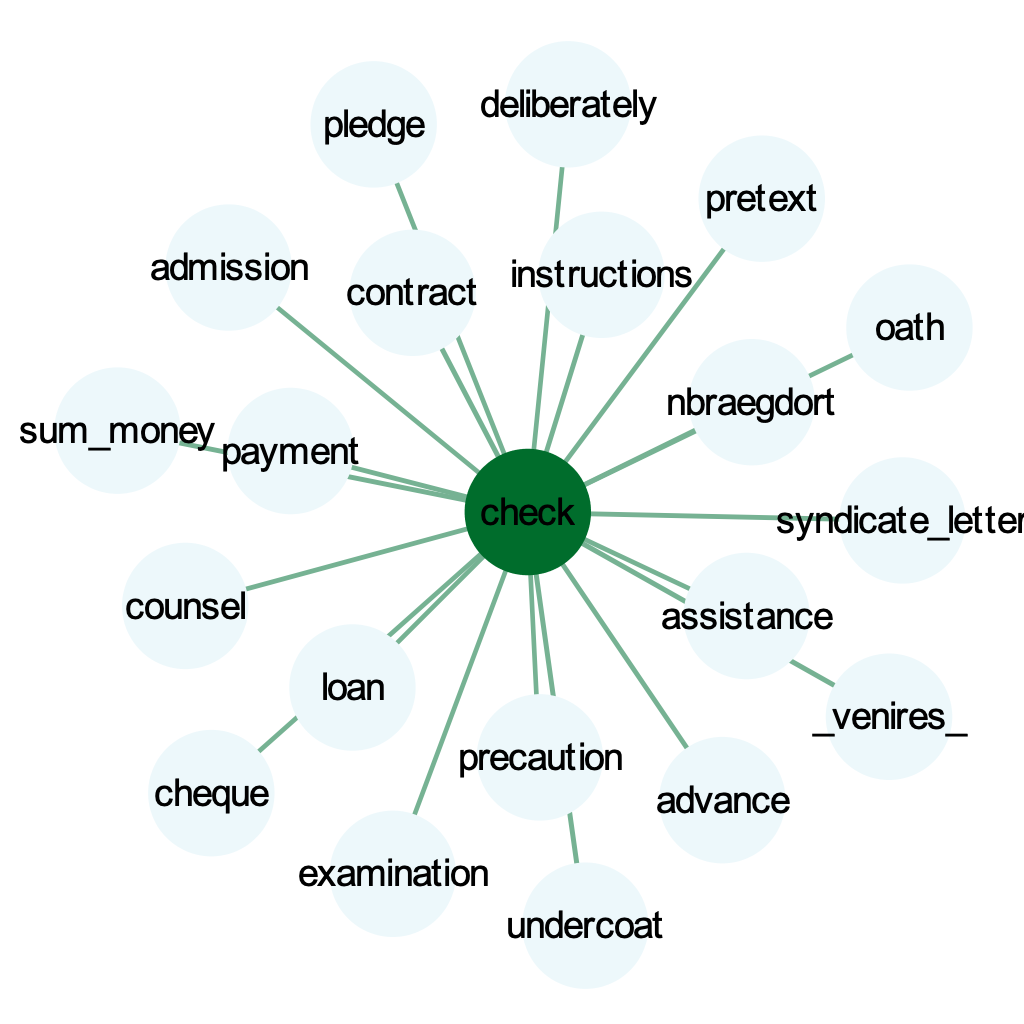 deliberately
pledge
pretext
admission
instructions
contract
oath
nbraegdort
sum_money
payment
check
syndicate_letter
counsel
assistance
loan
_venires_
precaution
cheque
advance
examination
undercoat